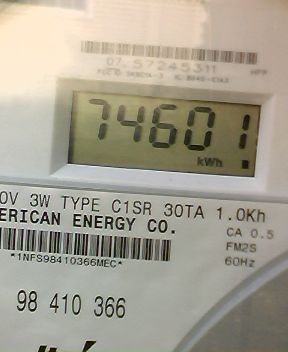 07 57245311
74601
kWh
0V 3W TYPE C1SR 30TA 1.0Kh
ERICAN ENERGY CO.
CA 0.5
FM2S
60Hz
*1NFS98410366MEC*
98 410 366